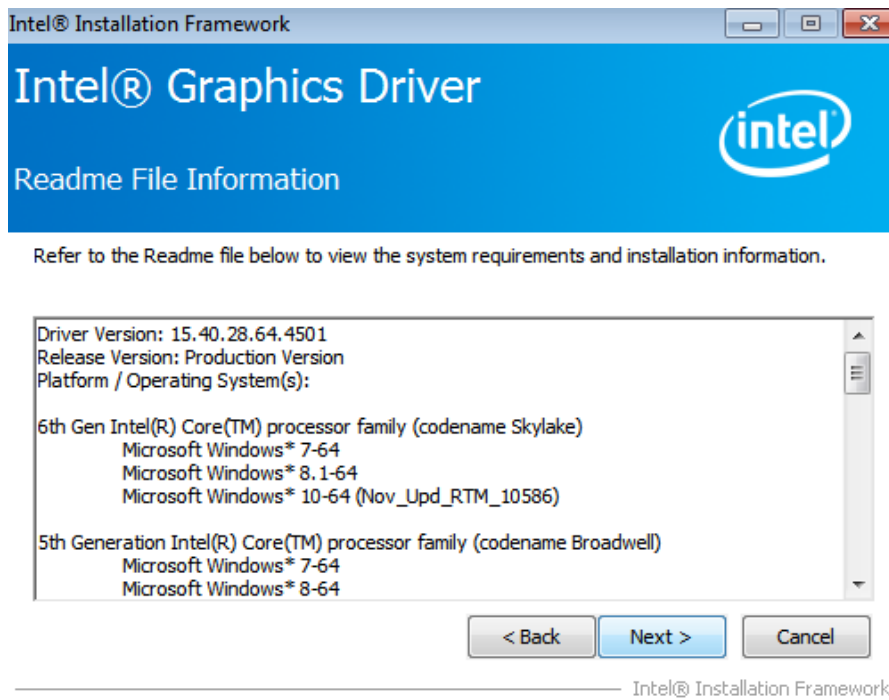 Intel® Installation Framework
Intel® Graphics Driver
intel
Readme File Information
Refer to the Readme file below to view the system requirements and installation information.
Driver Version: 15.40.28.64.4501
Release Version: Production Version
Platform / Operating System(s):
6th Gen Intel(R) Core(TM) processor family (codename Skylake)
Microsoft Windows* 7-64
Microsoft Windows* 8.1-64
Microsoft Windows* 10-64 (Nov_Upd_RTM_10586)
5th Generation Intel(R) Core(TM) processor family (codename Broadwell)
Microsoft Windows* 7-64
Microsoft Windows* 8-64
< Back Next > Cancel
Intel® Installation Framework